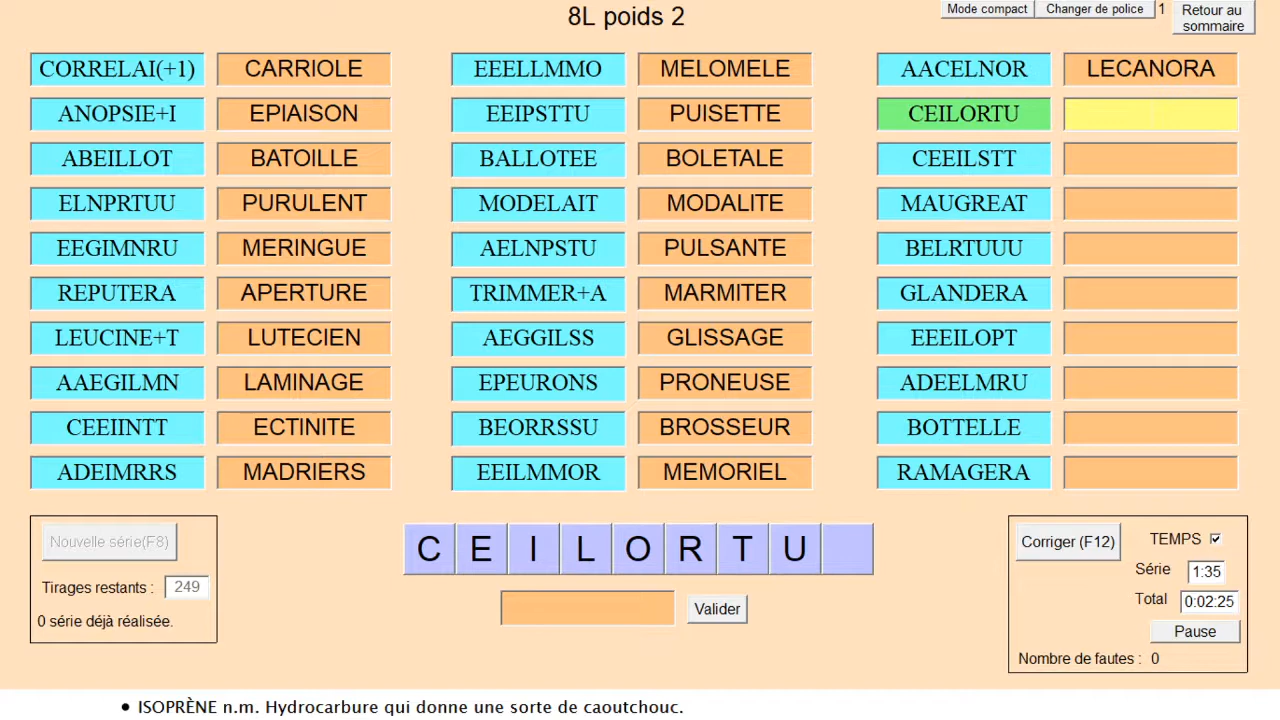 8L poids 2
Mode compact Changer de police 1 Retour au sommaire
CORRELAI(+1) CARRIOLE EEELLMMO MELOMELE AACELNOR LECANORA
ANOPSIE+I EPIAISON EEIPSTTU PUISETTE CEILORTU
ABEILLOT BATOILLE BALLOTEE BOLETALE CEEILSTT
ELNPRTUU PURULENT MODELAIT MODALITE MAUGREAT
EEGIMNRU MERINGUE AELNPSTU PULSANTE BELRTUUU
REPUTERA APERTURE TRIMMER+A MARMITER GLANDERA
LEUCINE+T LUTECIEN AEGGILSS GLISSAGE EEEILOPT
AAEGILMN LAMINAGE EPEURONS PRONEUSE ADEELMRU
CEEIINTT ECTINITE BEORRSSU BROSSEUR BOTTELLE
ADEIMRRS MADRIERS EEILMMOR MEMORIEL RAMAGERA
Nouvelle série(F8)
Tirages restants : 249
0 série déjà réalisée.
C E I L O R T U
Valider
Corriger (F12) TEMPS
Série 1:35
Total 0:02:25
Pause
Nombre de fautes : 0
• ISOPRÈNE n.m. Hydrocarbure qui donne une sorte de caoutchouc.